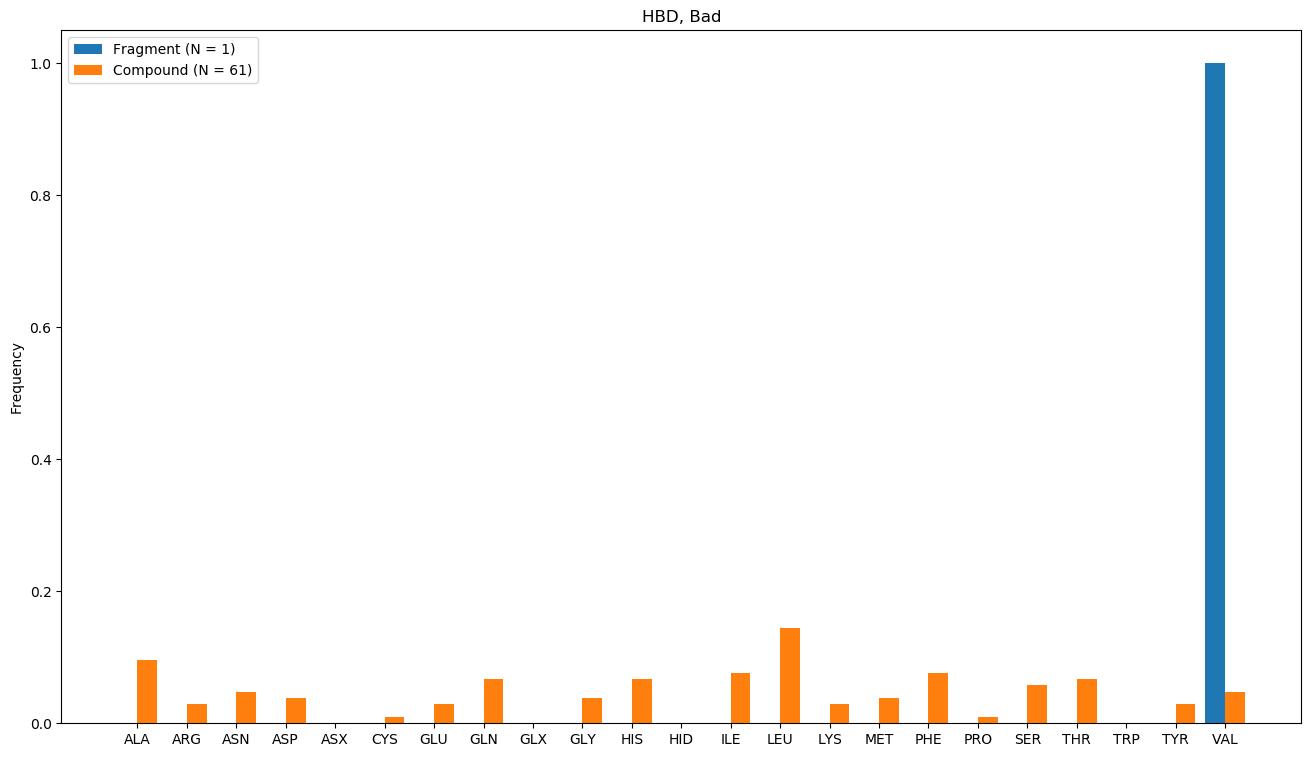 HBD, Bad
Fragment (N = 1)
Compound (N = 61)
Frequency
1.0
0.8
0.6
0.4
0.2
0.0
ALA ARG ASN ASP ASX CYS GLU GLN GLX GLY HIS HID ILE LEU LYS MET PHE PRO SER THR TRP TYR VAL